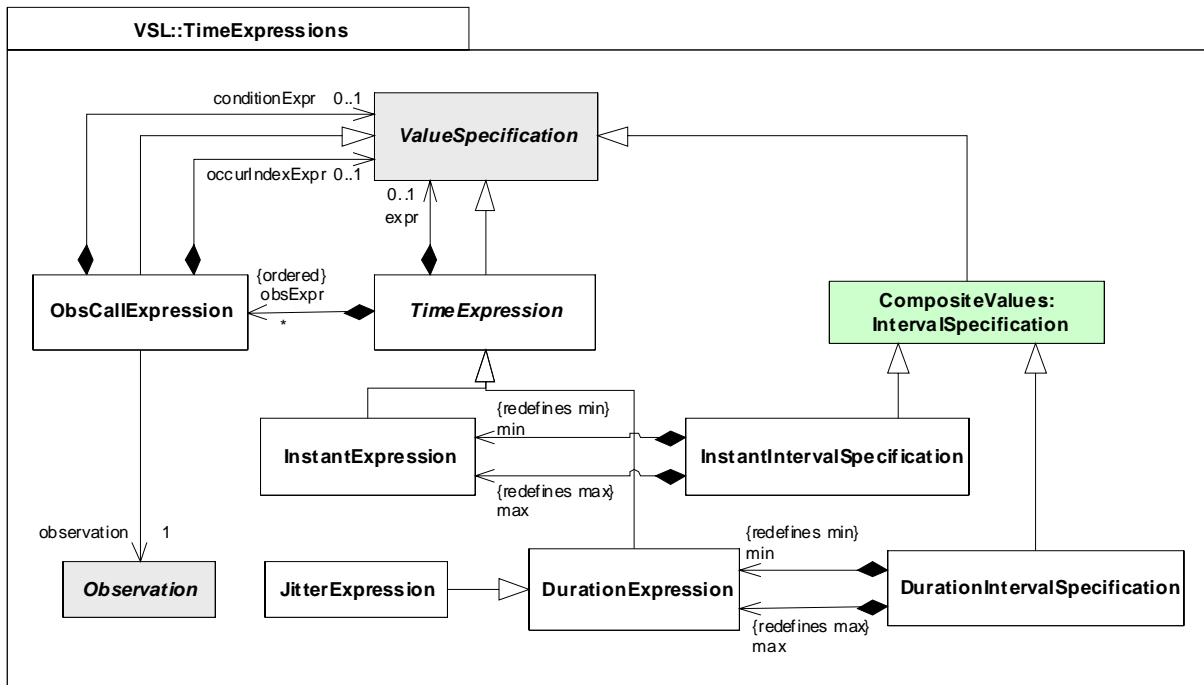 VSL::TimeExpressions
conditionExpr 0..1
ValueSpecification
occurIndexExpr 0..1
0..1
expr
{ordered}
obsExpr
*
ObsCallExpression
TimeExpression
CompositeValues:
IntervalSpecification
{redefines min}
min
InstantExpression
InstantIntervalSpecification
{redefines max}
max
observation 1
{redefines min}
min
Observation
JitterExpression
DurationExpression
DurationIntervalSpecification
{redefines max}
max